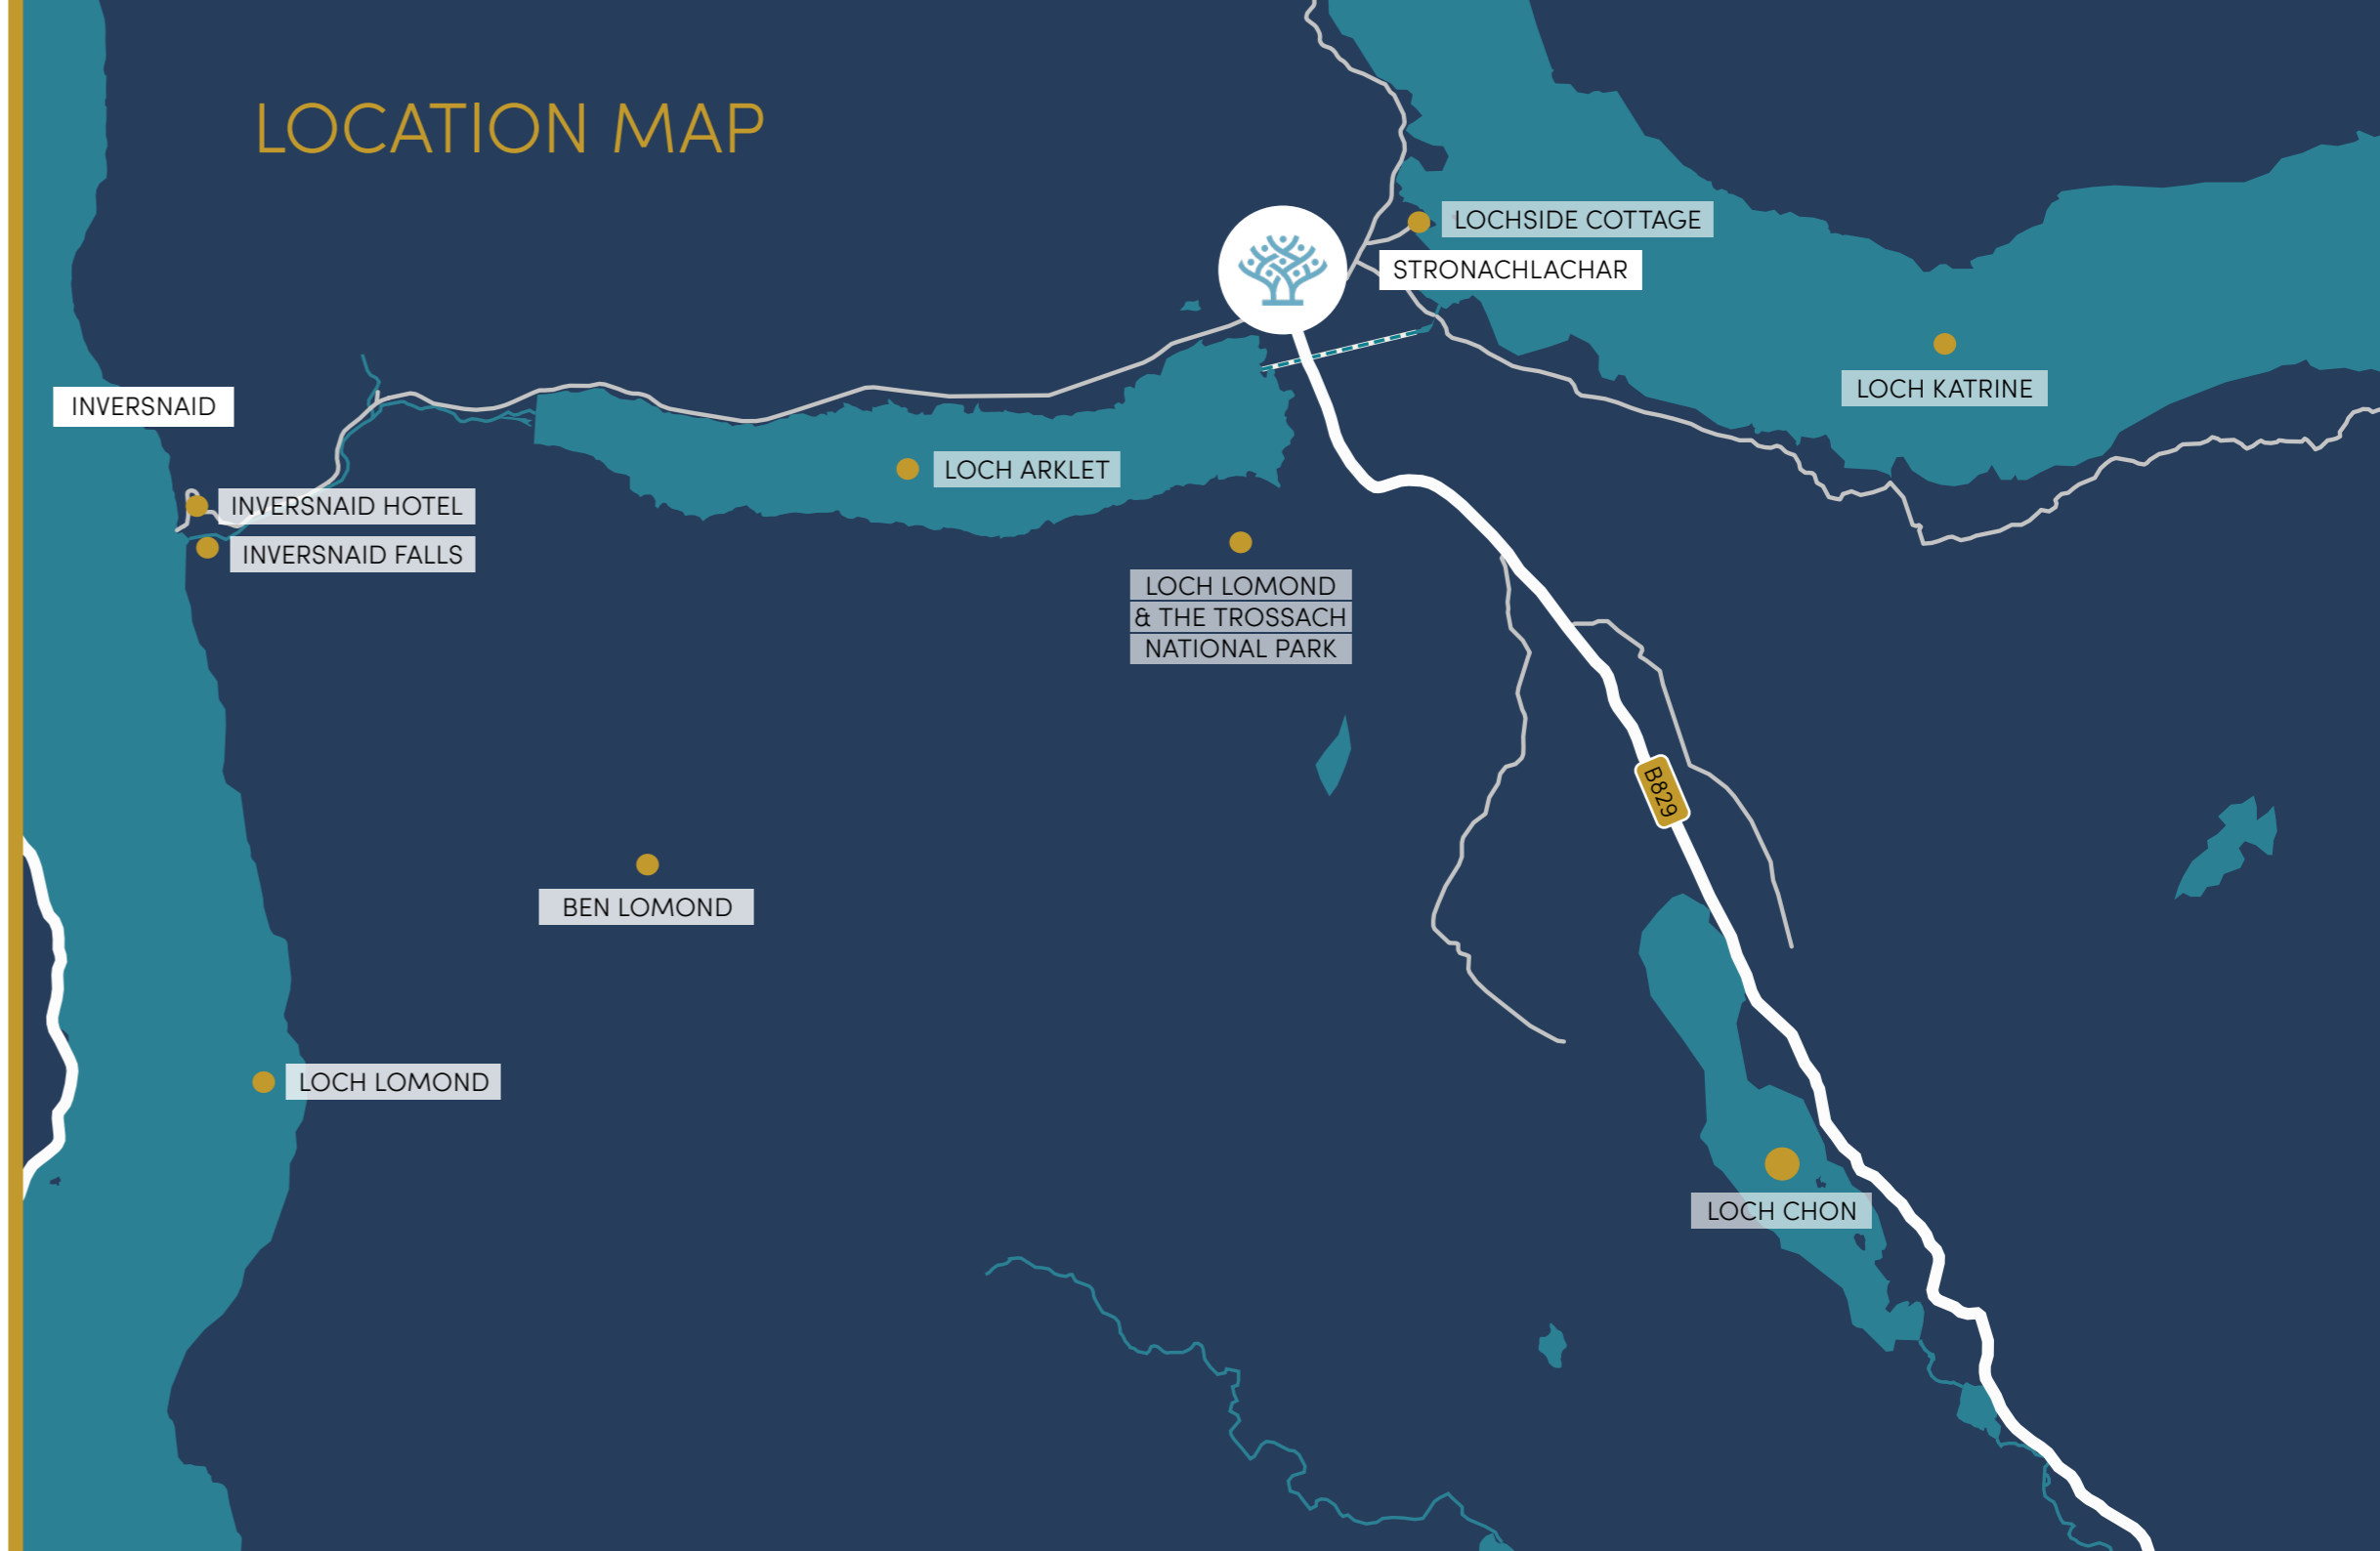 LOCATION MAP
LOCHSIDE COTTAGE
STRONACHLACHAR
LOCH KATRINE
INVERSNAID
LOCH ARKLET
INVERSNAID HOTEL
INVERSNAID FALLS
LOCH LOMOND
& THE TROSSACH
NATIONAL PARK
B829
BEN LOMOND
LOCH LOMOND
LOCH CHON